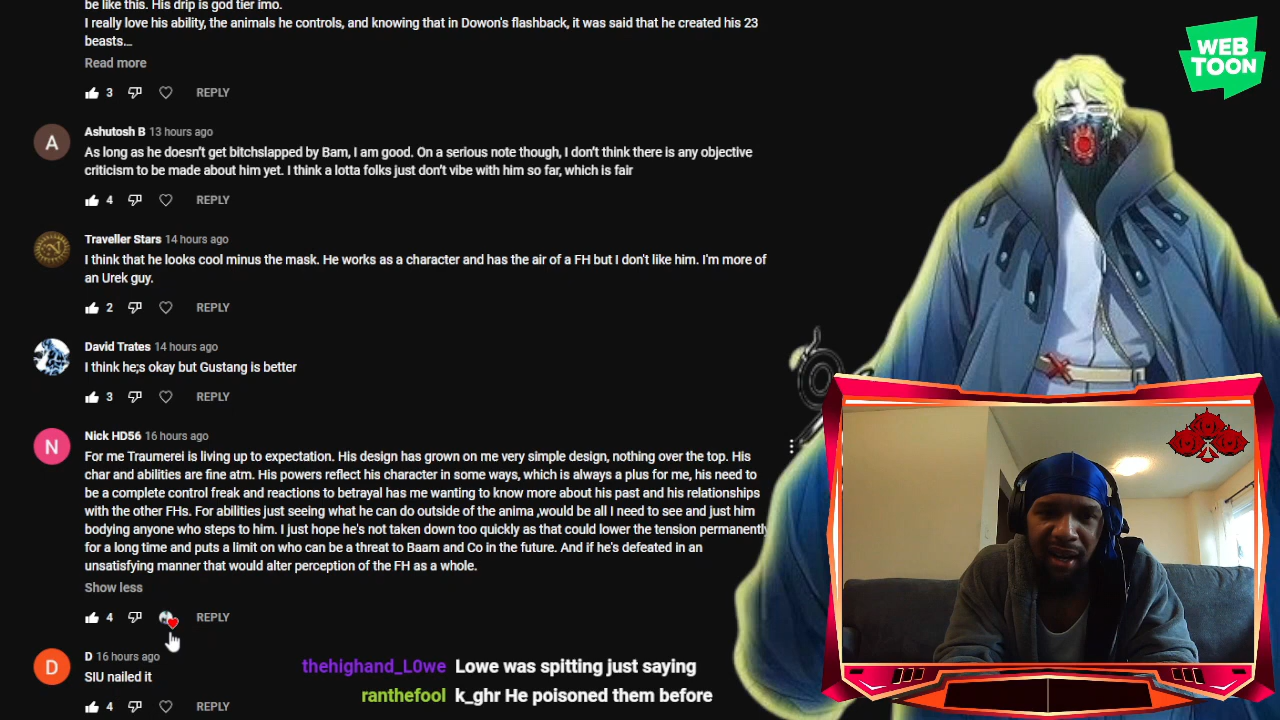 be like this. His drip is god tier imo.
I really love his ability, the animals he controls, and knowing that in Dowon's flashback, it was said that he created his 23
beasts...
Read more
3 REPLY
A
Ashutosh B 13 hours ago
As long as he doesn't get bitchslapped by Bam, I am good. On a serious note though, I don't think there is any objective
criticism to be made about him yet. I think a lotta folks just don't vibe with him so far, which is fair
4 REPLY
Traveller Stars 14 hours ago
I think that he looks cool minus the mask. He works as a character and has the air of a FH but I don't like him. I'm more of
an Urek guy.
2 REPLY
David Trates 14 hours ago
I think he;s okay but Gustang is better
3 REPLY
N
Nick HD56 16 hours ago
For me Traumerei is living up to expectation. His design has grown on me very simple design, nothing over the top. His
char and abilities are fine atm. His powers reflect his character in some ways, which is always a plus for me, his need to
be a complete control freak and reactions to betrayal has me wanting to know more about his past and his relationships
with the other FHs. For abilities just seeing what he can do outside of the anima ,would be all I need to see and just him
bodying anyone who steps to him. I just hope he's not taken down too quickly as that could lower the tension permanently
for a long time and puts a limit on who can be a threat to Baam and Co in the future. And if he's defeated in an
unsatisfying manner that would alter perception of the FH as a whole.
Show less
4 REPLY
D
D 16 hours ago
SIU nailed it
4 REPLY
WEB
TOON
thehighand_L0we Lowe was spitting just saying
ranthefool k_ghr He poisoned them before